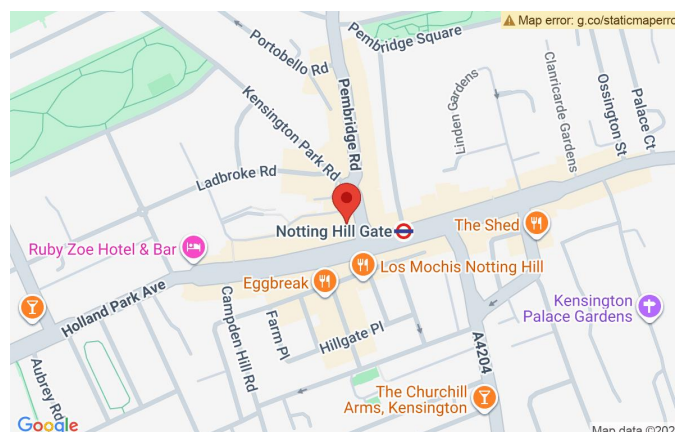 Map error: g.co/staticmaperro
Portobello Rd
Pembridge Square
Pembridge Rd
Kensington Park Rd
Linden Gardens
Clanricarde Gardens
Ossington St
Palace Ct
Ladbroke Rd
Notting Hill Gate
The Shed
Ruby Zoe Hotel & Bar
Los Mochis Notting Hill
Eggbreak
Holland Park Ave
Kensington
Palace Gardens
Campden Hill Rd
Farm Pl
Hillgate Pl
A4204
Aubrey Rd
The Churchill
Arms, Kensington
Google
Map data ©202